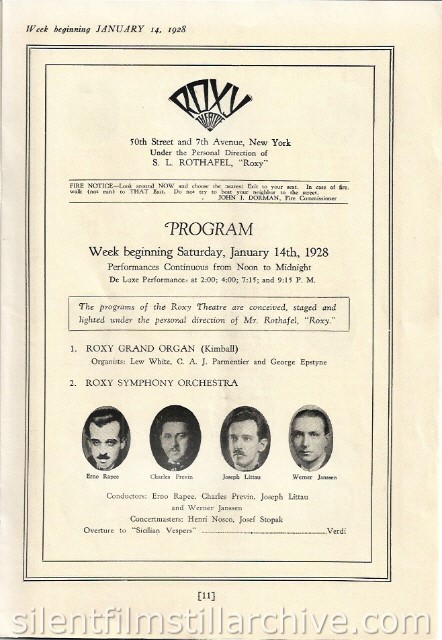 Week beginning JANUARY 14, 1928
ROXY
THEATRE
50th Street and 7th Avenue, New York
Under the Personal Direction of
S. L. ROTHAFEL, "Roxy"
FIRE NOTICE—Look around NOW and choose the nearest Exit to your seat. In case of fire,
walk (not run) to THAT Exit. Do not try to beat your neighbor to the street.
JOHN J. DORMAN, Fire Commissioner
PROGRAM
Week beginning Saturday, January 14th, 1928
Performances Continuous from Noon to Midnight
De Luxe Performances at 2:00; 4:00; 7:15; and 9:15 P. M.
The programs of the Roxy Theatre are conceived, staged and
lighted under the personal direction of Mr. Rothafel, "Roxy."
1. ROXY GRAND ORGAN (Kimball)
Organists: Lew White, C. A. J. Parmentier and George Epstyne
2. ROXY SYMPHONY ORCHESTRA
Erno Rapee Charles Previn Joseph Littau Werner Janssen
Conductors: Erno Rapee, Charles Previn, Joseph Littau
and Werner Janssen
Concertmasters: Henri Nosco, Josef Stopak
Overture to "Sicilian Vespers" Verdi
[11]
silentfilmstillarchive.com